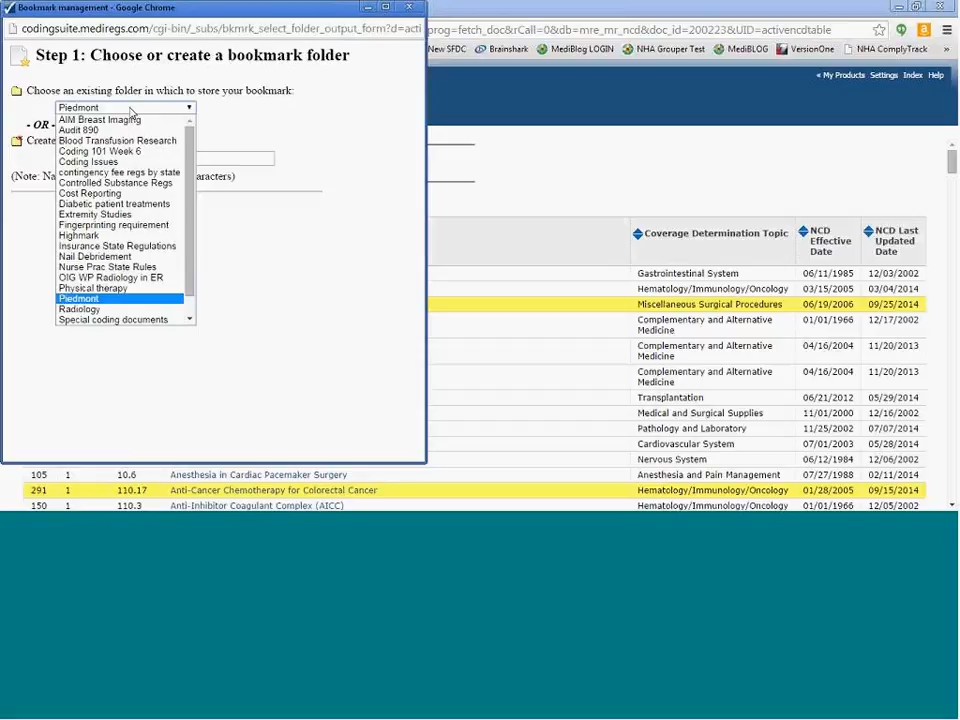 Bookmark management - Google Chrome
codingsuite.mediregs.com/cgi-bin/_subs/bkmrk_select_folder_output_form?d=acti
Step 1: Choose or create a bookmark folder
Choose an existing folder in which to store your bookmark:
Piedmont
AIM Breast Imaging
- OR -
Audit 890
Create
Blood Transfusion Research
Coding 101 Week 6
Coding Issues
contingency fee regs by state
(Note: Na
aracters)
Controlled Substance Regs
Cost Reporting
Diabetic patient treatments
Extremity Studies
Fingerprinting requirement
Highmark
Insurance State Regulations
Nail Debridement
Nurse Prac State Rules
OIG WP Radiology in ER
Physical therapy
Piedmont
Radiology
Special coding documents
prog=fetch_doc&rCall=0&db=mre_mr_ncd&doc_id=200223&UID=activencdtable
New SFDC Brainshark MediBlog LOGIN NHA Grouper Test MediBLOG VersionOne NHA ComplyTrack »
« My Products Settings Index Help
Coverage Determination Topic NCD Effective Date NCD Last Updated Date
Gastrointestinal System 06/11/1985 12/03/2002
Hematology/Immunology/Oncology 03/15/2005 03/04/2014
Miscellaneous Surgical Procedures 06/19/2006 09/25/2014
Complementary and Alternative Medicine 01/01/1966 12/17/2002
Complementary and Alternative Medicine 04/16/2004 11/20/2013
Complementary and Alternative Medicine 04/16/2004 11/20/2013
Transplantation 06/21/2012 05/29/2014
Medical and Surgical Supplies 11/01/2000 12/16/2002
Pathology and Laboratory 11/25/2002 07/07/2014
Cardiovascular System 07/01/2003 05/28/2014
Nervous System 06/12/1984 12/06/2002
105 1 10.6 Anesthesia in Cardiac Pacemaker Surgery Anesthesia and Pain Management 07/27/1988 02/11/2014
291 1 110.17 Anti-Cancer Chemotherapy for Colorectal Cancer Hematology/Immunology/Oncology 01/28/2005 09/15/2014
150 1 110.3 Anti-Inhibitor Coagulant Complex (AICC) Hematology/Immunology/Oncology 01/01/1966 12/05/2002